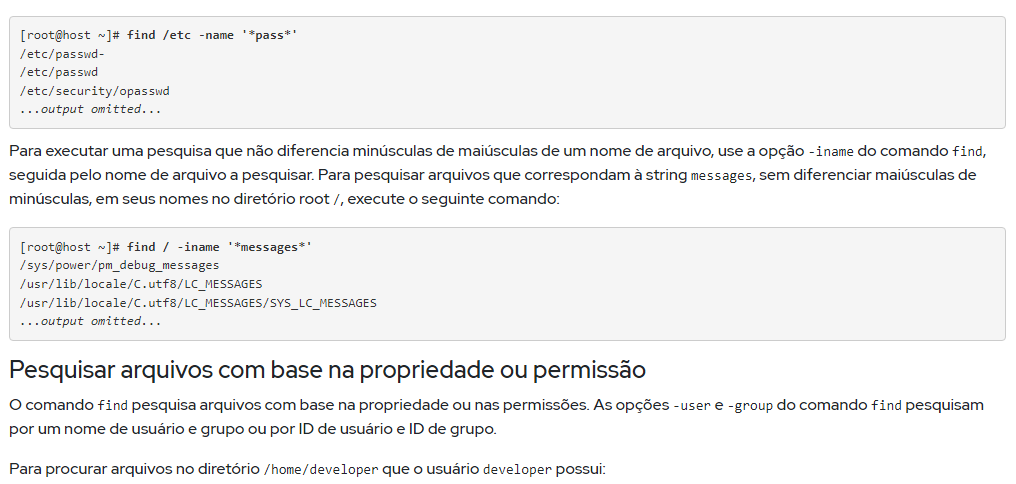 [root@host ~]# find /etc -name '*pass*'
/etc/passwd-
/etc/passwd
/etc/security/opasswd
...output omitted...
Para executar uma pesquisa que não diferencia minúsculas de maiúsculas de um nome de arquivo, use a opção -iname do comando find,
seguida pelo nome de arquivo a pesquisar. Para pesquisar arquivos que correspondam à string messages, sem diferenciar maiúsculas de
minúsculas, em seus nomes no diretório root /, execute o seguinte comando:
[root@host ~]# find / -iname '*messages*'
/sys/power/pm_debug_messages
/usr/lib/locale/C.utf8/LC_MESSAGES
/usr/lib/locale/C.utf8/LC_MESSAGES/SYS_LC_MESSAGES
...output omitted...
Pesquisar arquivos com base na propriedade ou permissão
O comando find pesquisa arquivos com base na propriedade ou nas permissões. As opções -user e -group do comando find pesquisam
por um nome de usuário e grupo ou por ID de usuário e ID de grupo.
Para procurar arquivos no diretório /home/developer que o usuário developer possui: